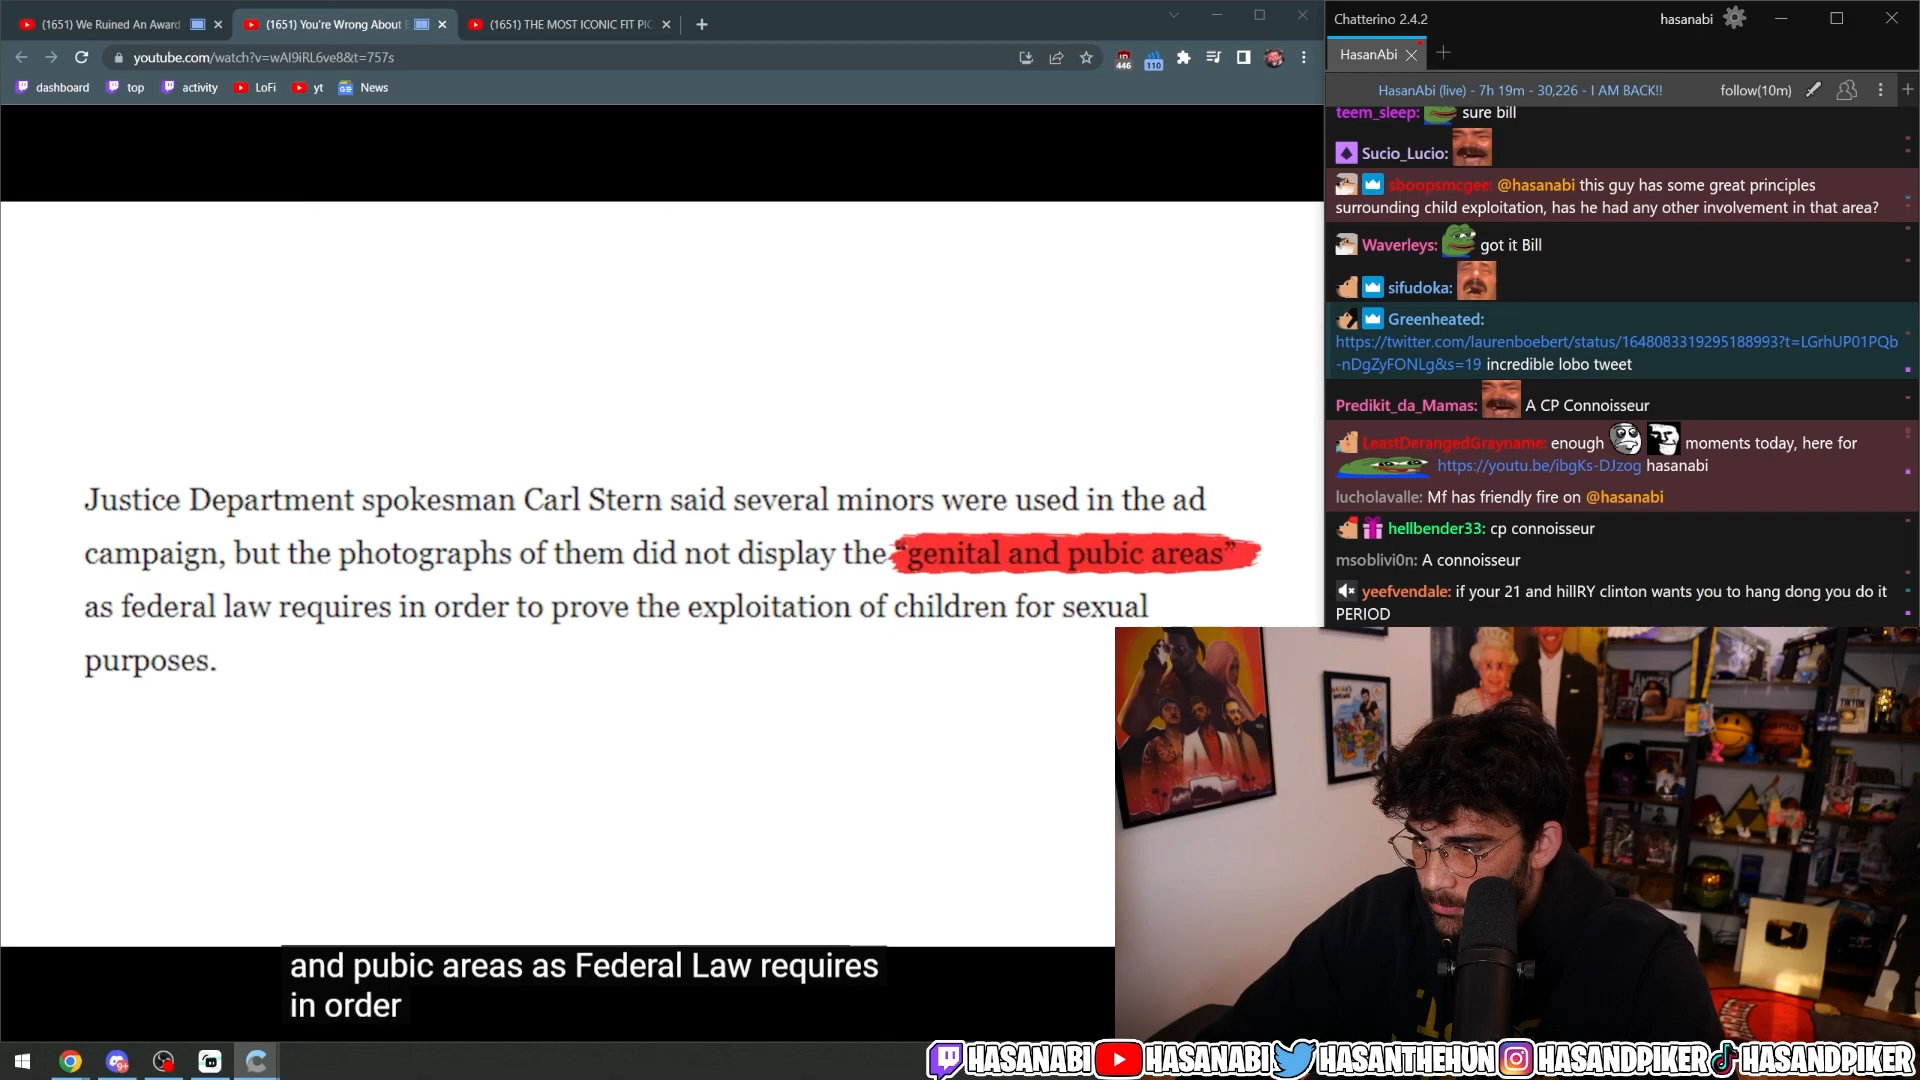 (1651) We Ruined An Award
(1651) You're Wrong About
(1651) THE MOST ICONIC FIT PIC
youtube.com/watch?v=wAl9iRL6ve8&t=757s
446
110
dashboard
top
activity
LoFi
yt
News
Justice Department spokesman Carl Stern said several minors were used in the ad
campaign, but the photographs of them did not display the “genital and pubic areas”
as federal law requires in order to prove the exploitation of children for sexual
purposes.
and pubic areas as Federal Law requires
in order
Chatterino 2.4.2
hasanabi
HasanAbi
HasanAbi (live) - 7h 19m - 30,226 - I AM BACK!!
follow(10m)
teem_sleep: sure bill
Sucio_Lucio:
sboopsmcgee: @hasanabi this guy has some great principles
surrounding child exploitation, has he had any other involvement in that area?
Waverleys: got it Bill
sifudoka:
Greenheated:
https://twitter.com/laurenboebert/status/1648083319295188993?t=LGrhUP01PQb
-nDgZyFONLg&s=19 incredible lobo tweet
Predikit_da_Mamas: A CP Connoisseur
LeastDerangedGrayname: enough moments today, here for
https://youtu.be/ibgKs-DJzog hasanabi
lucholavalle: Mf has friendly fire on @hasanabi
hellbender33: cp connoisseur
msoblivi0n: A connoisseur
yeefvendale: if your 21 and hillRY clinton wants you to hang dong you do it
PERIOD
HASANABI HASANABI HASANTHEHUN HASANDPIKER HASANDPIKER